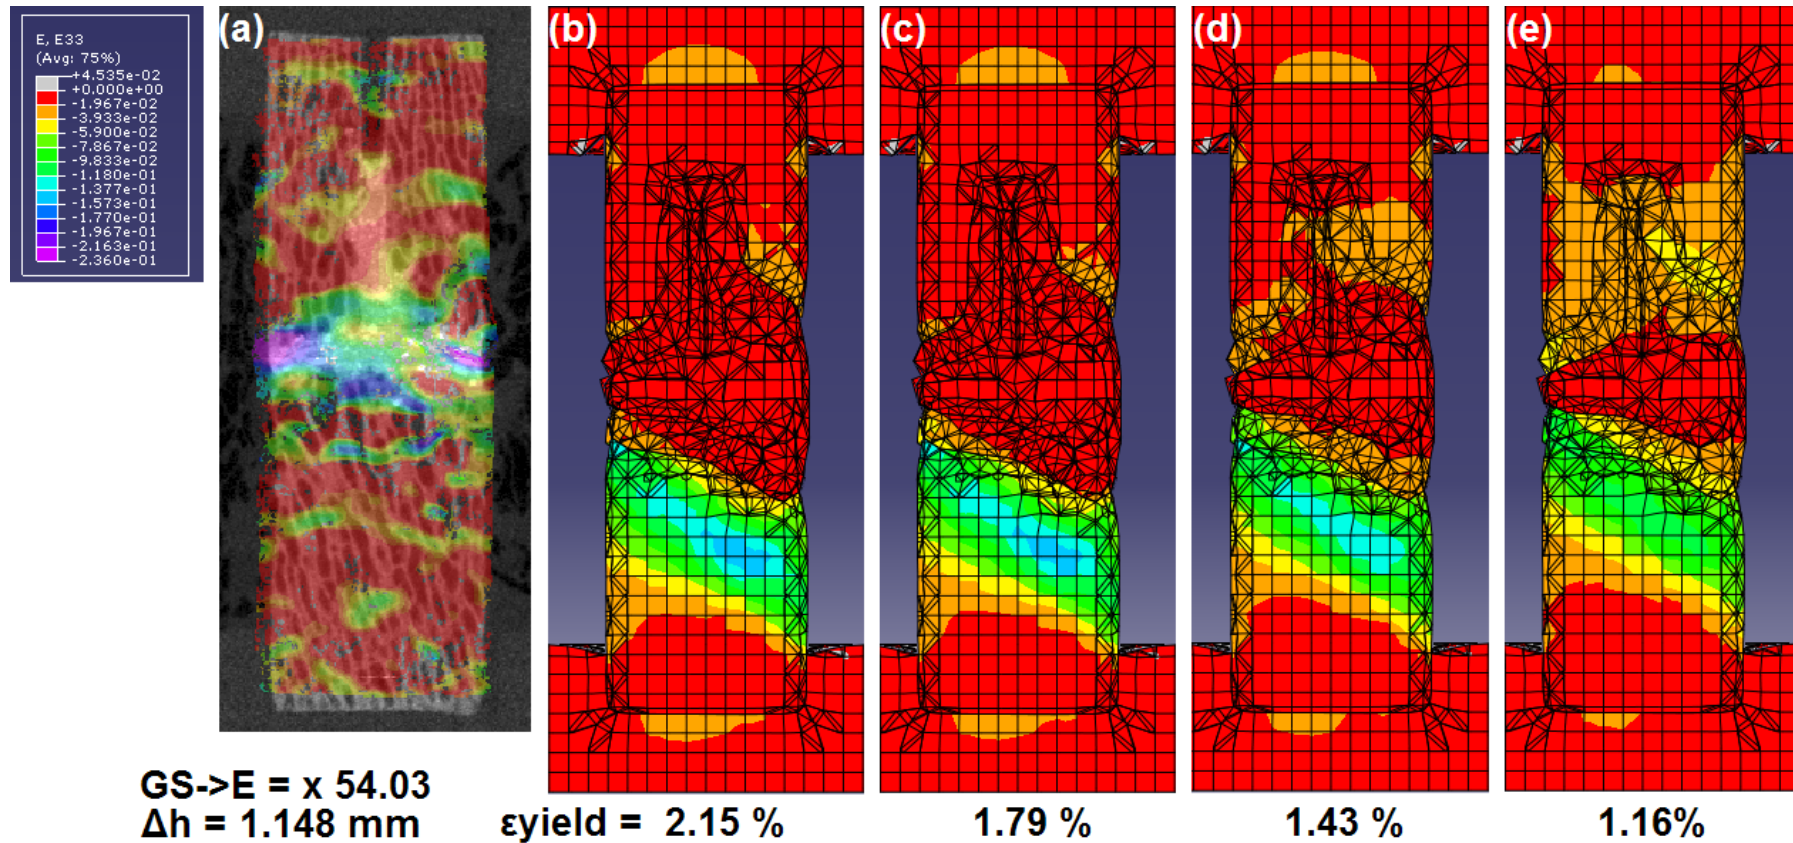 E, E33
(Avg: 75%)
+4.535e-02
+0.000e+00
-1.967e-02
-3.933e-02
-5.900e-02
-7.867e-02
-9.833e-02
-1.180e-01
-1.377e-01
-1.573e-01
-1.770e-01
-1.967e-01
-2.163e-01
-2.360e-01
(a)
(b)
(c)
(d)
(e)
GS->E = x 54.03
Δh = 1.148 mm
εyield = 2.15 %
1.79 %
1.43 %
1.16%